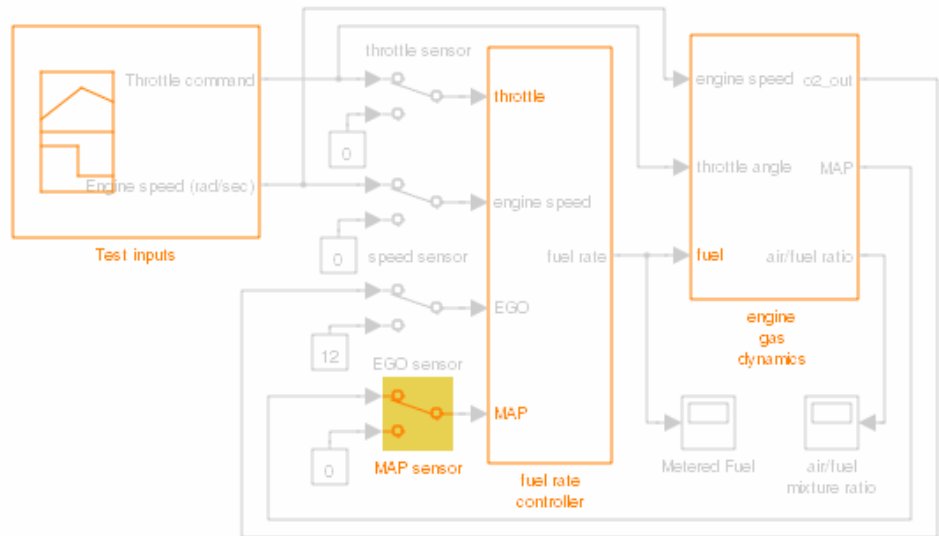 throttle sensor
Throttle command
throttle
0
Engine speed (rad/sec)
engine speed
Test inputs
0
speed sensor
fuel rate
EGO
12
EGO sensor
MAP
0
MAP sensor
fuel rate
controller
engine speed
o2_out
throttle angle
MAP
fuel
air/fuel ratio
engine
gas
dynamics
Metered Fuel
air/fuel
mixture ratio